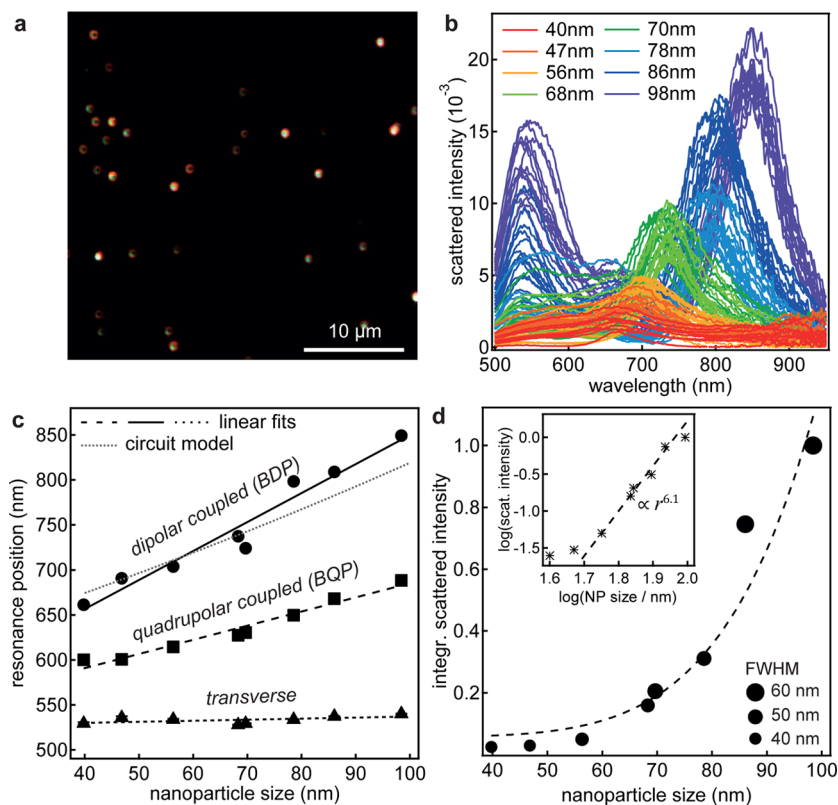 a
10 µm
b
40nm 70nm
47nm 78nm
56nm 86nm
68nm 98nm
20
15
10
5
0
scattered intensity (10⁻³)
500 600 700 800 900
wavelength (nm)
c
linear fits
circuit model
dipolar coupled (BDP)
quadrupolar coupled (BQP)
transverse
850
800
750
700
650
600
550
500
resonance position (nm)
40 50 60 70 80 90 100
nanoparticle size (nm)
d
1.0
0.8
0.6
0.4
0.2
integr. scattered intensity
0.0
-0.5
-1.0
-1.5
log(scat. intensity)
∝ r⁶·¹
1.6 1.7 1.8 1.9 2.0
log(NP size / nm)
FWHM
60 nm
50 nm
40 nm
40 50 60 70 80 90 100
nanoparticle size (nm)